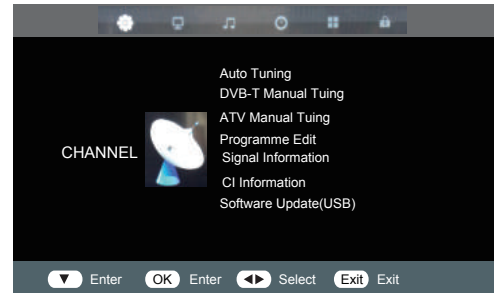 Auto Tuning
DVB-T Manual Tuing
ATV Manual Tuing
Programme Edit
CHANNEL
Signal Information
CI Information
Software Update(USB)
Enter OK Enter Select Exit Exit